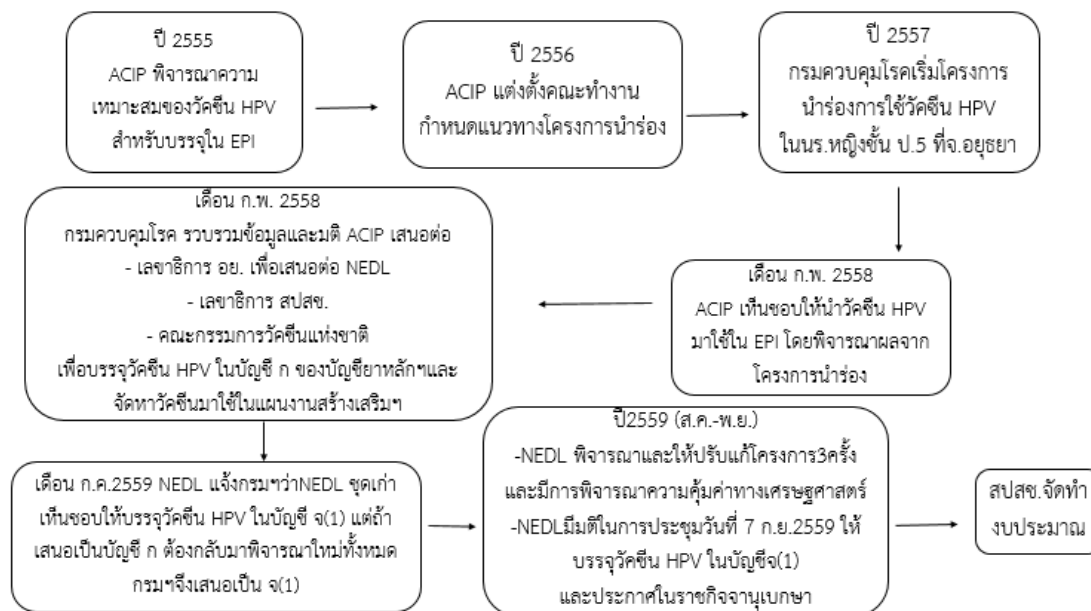 ปี 2555
ACIP พิจารณาความ
เหมาะสมของวัคซีน HPV
สำหรับบรรจุใน EPI
ปี 2556
ACIP แต่งตั้งคณะทำงาน
กำหนดแนวทางโครงการนำร่อง
ปี 2557
กรมควบคุมโรคเริ่มโครงการ
นำร่องการใช้วัคซีน HPV
ในนร.หญิงชั้น ป.5 ที่จ.อยุธยา
เดือน ก.พ. 2558
ACIP เห็นชอบให้นำวัคซีน HPV
มาใช้ใน EPI โดยพิจารณาผลจาก
โครงการนำร่อง
เดือน ก.พ. 2558
กรมควบคุมโรค รวบรวมข้อมูลและมติ ACIP เสนอต่อ
- เลขาธิการ อย. เพื่อเสนอต่อ NEDL
- เลขาธิการ สปสช.
- คณะกรรมการวัคซีนแห่งชาติ
เพื่อบรรจุวัคซีน HPV ในบัญชี ก ของบัญชียาหลักฯและ
จัดหาวัคซีนมาใช้ในแผนงานสร้างเสริมฯ
เดือน ก.ค.2559 NEDL แจ้งกรมฯว่าNEDL ชุดเก่า
เห็นชอบให้บรรจุวัคซีน HPV ในบัญชี จ(1) แต่ถ้า
เสนอเป็นบัญชี ก ต้องกลับมาพิจารณาใหม่ทั้งหมด
กรมฯจึงเสนอเป็น จ(1)
ปี2559 (ส.ค.-พ.ย.)
-NEDL พิจารณาและให้ปรับแก้โครงการ3ครั้ง
และมีการพิจารณาความคุ้มค่าทางเศรษฐศาสตร์
-NEDLมีมติในการประชุมวันที่ 7 ก.ย.2559 ให้
บรรจุวัคซีน HPV ในบัญชีจ(1)
และประกาศในราชกิจจานุเบกษา
สปสช.จัดทำ
งบประมาณ